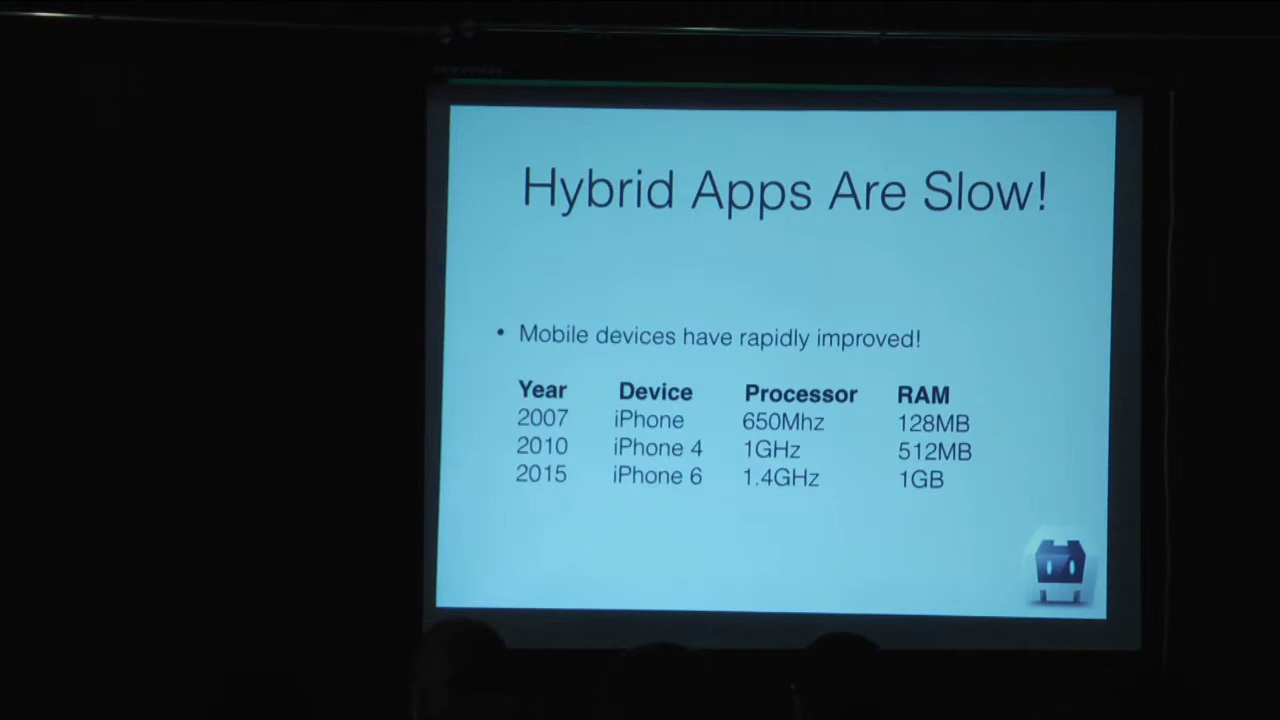 Hybrid Apps Are Slow!
• Mobile devices have rapidly improved!
Year Device Processor RAM
2007 iPhone 650Mhz 128MB
2010 iPhone 4 1GHz 512MB
2015 iPhone 6 1.4GHz 1GB